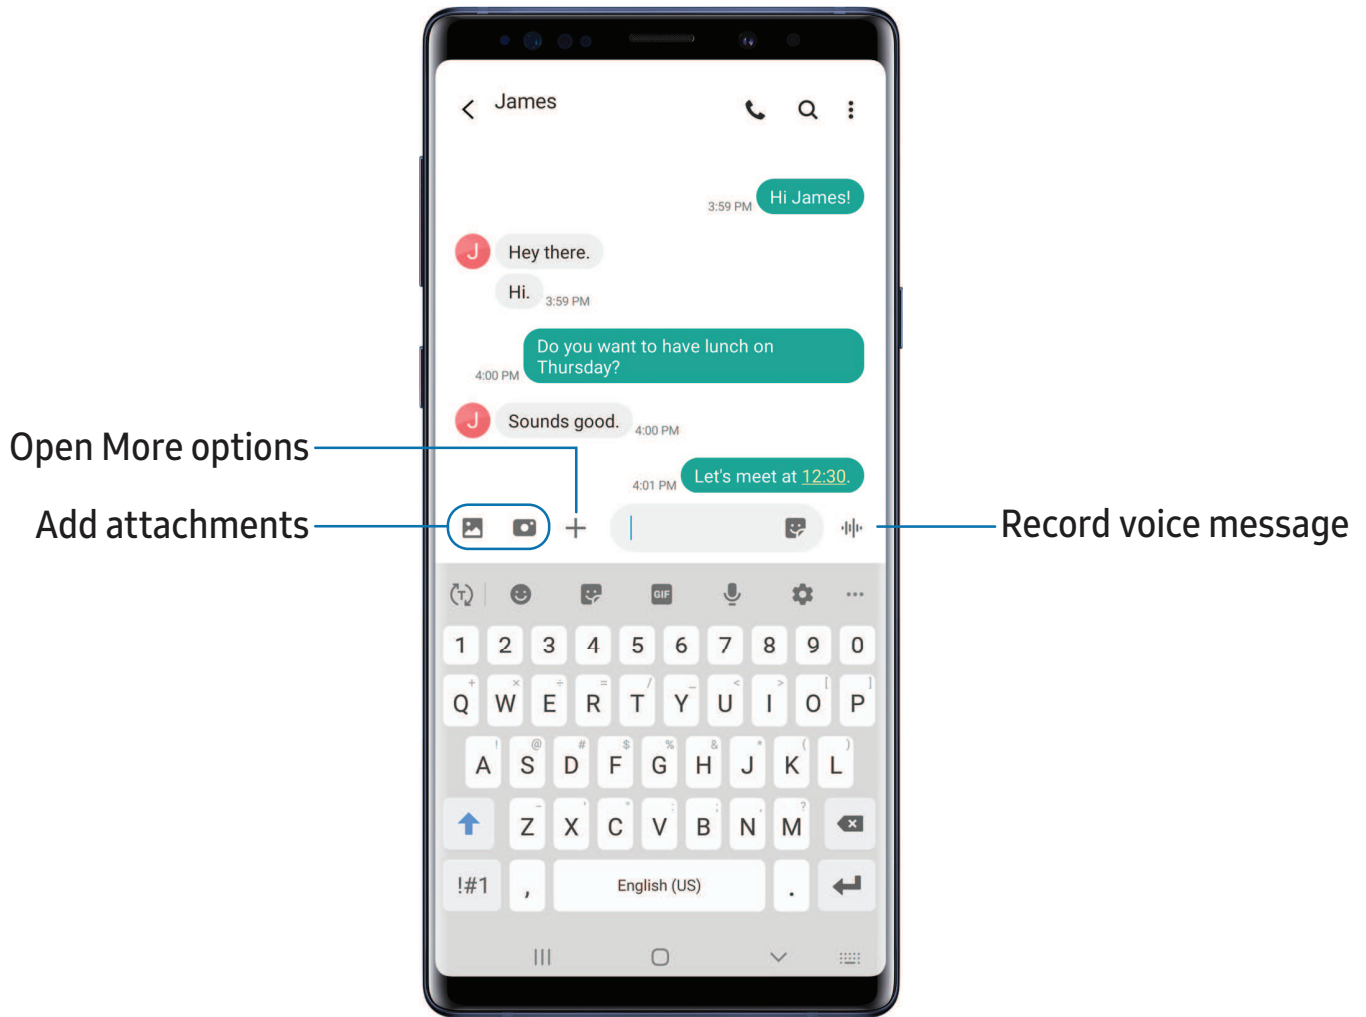 James
3:59 PM
Hi James!
J
Hey there.
Hi.
3:59 PM
Do you want to have lunch on
Thursday?
4:00 PM
J
Sounds good.
4:00 PM
Open More options
Let's meet at 12:30.
4:01 PM
Add attachments
Record voice message
T
GIF
1 2 3 4 5 6 7 8 9 0
+ × ÷ = / _ < > [ ]
Q W E R T Y U I O P
! @ # $ % & * ( )
A S D F G H J K L
- ' " : ; , ?
Z X C V B N M
!#1 , English (US) .